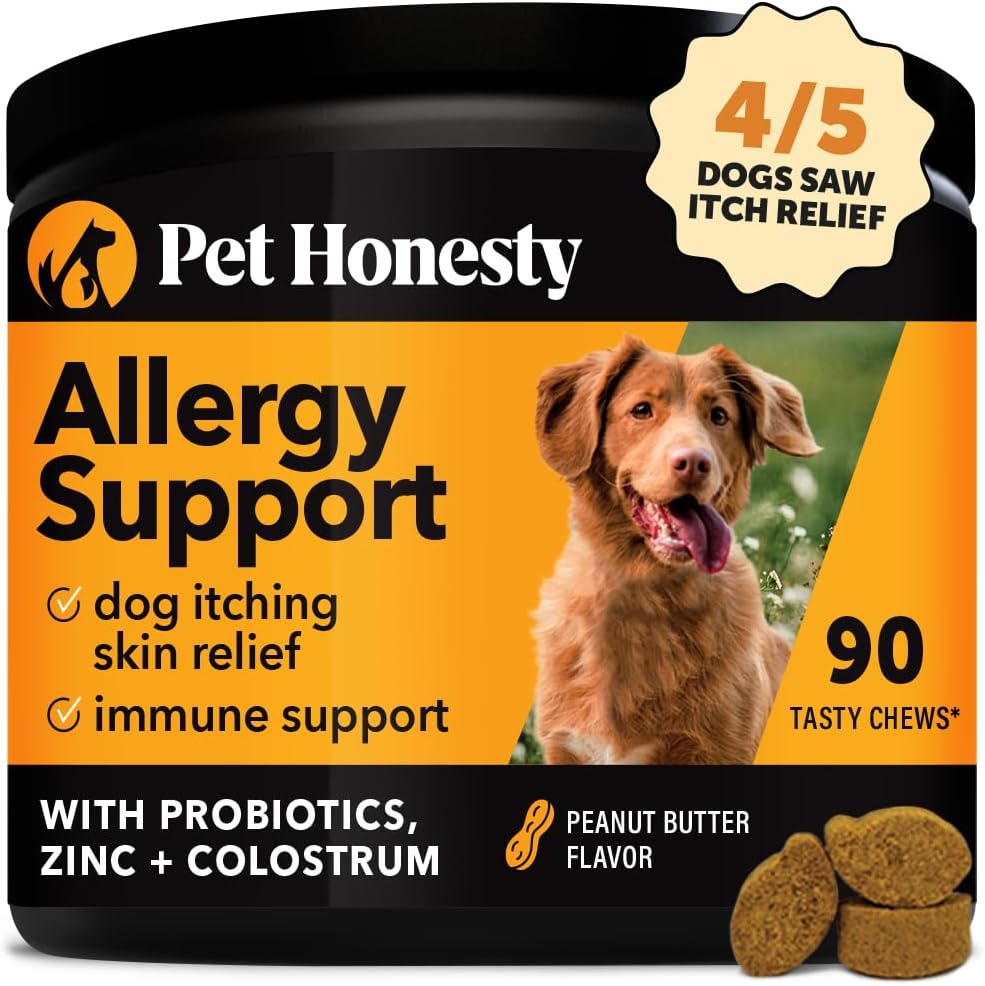 4/5
DOGS SAW
ITCH RELIEF
Pet Honesty
Allergy
Support
dog itching
skin relief
immune support
90
TASTY CHEWS*
WITH PROBIOTICS,
ZINC + COLOSTRUM
PEANUT BUTTER
FLAVOR